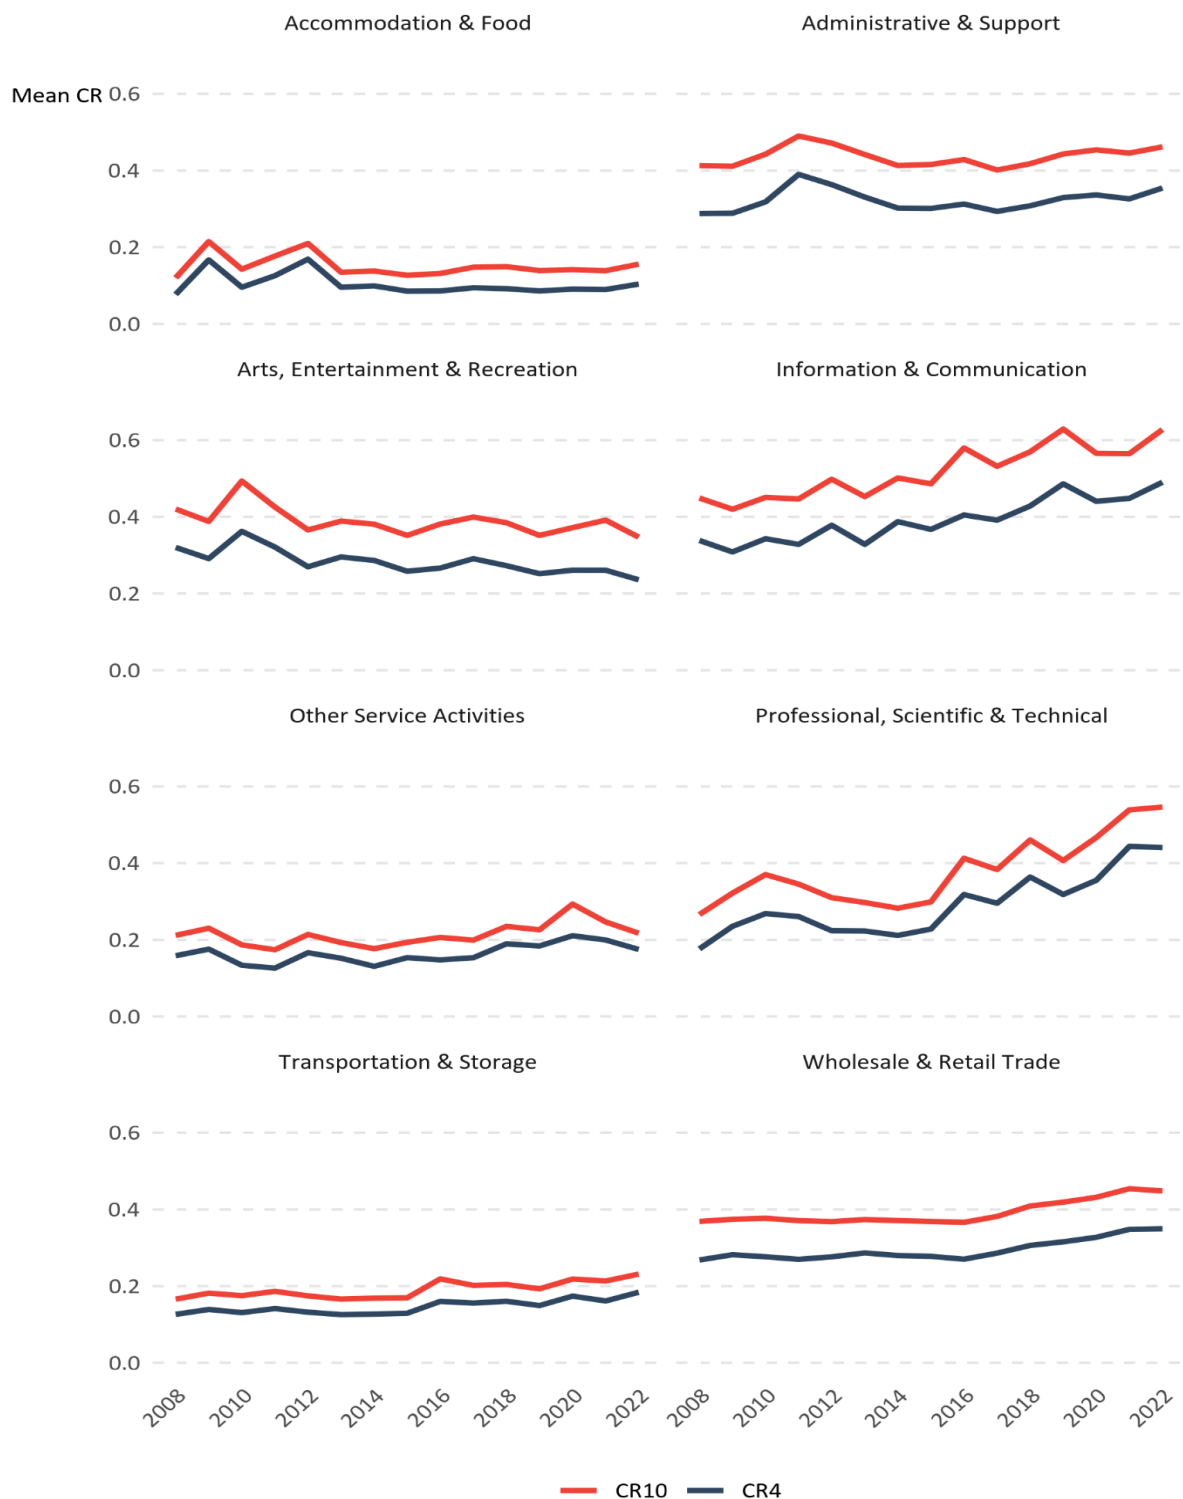 Accommodation & Food
Administrative & Support
Mean CR
0.6
0.4
0.2
0.0
Arts, Entertainment & Recreation
Information & Communication
0.6
0.4
0.2
0.0
Other Service Activities
Professional, Scientific & Technical
0.6
0.4
0.2
0.0
Transportation & Storage
Wholesale & Retail Trade
0.6
0.4
0.2
0.0
2008 2010 2012 2014 2016 2018 2020 2022
2008 2010 2012 2014 2016 2018 2020 2022
CR10 CR4